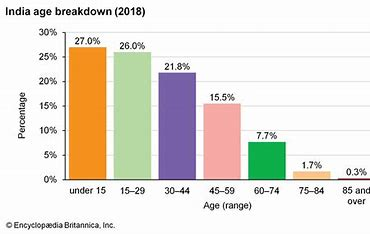 India age breakdown (2018)
30%
25%
20%
15%
10%
5%
0%
Percentage
27.0%
26.0%
21.8%
15.5%
7.7%
1.7%
0.3%
under 15
15–29
30–44
45–59
60–74
75–84
85 and
over
Age (range)
© Encyclopædia Britannica, Inc.